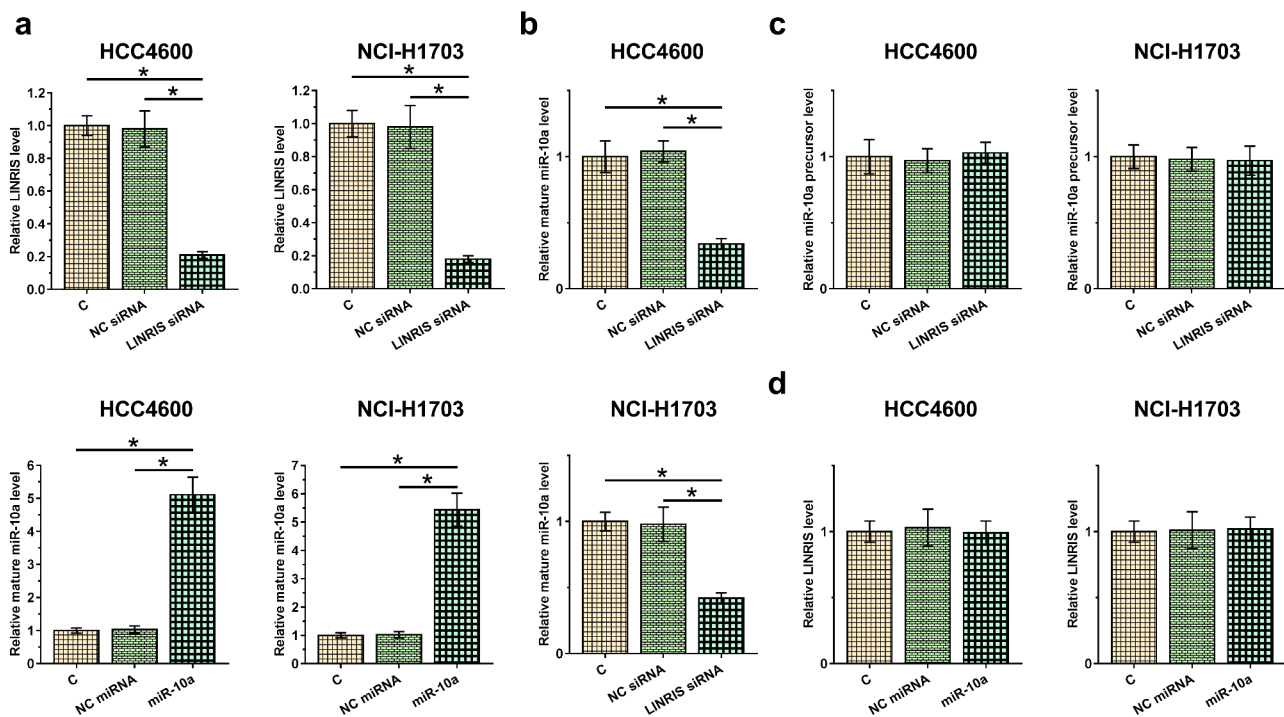 a
HCC4600
*
*
Relative LINRIS level
1.2
1.0
0.8
0.6
0.4
0.2
0.0
C
NC siRNA
LINRIS siRNA
NCI-H1703
*
*
Relative LINRIS level
1.2
1.0
0.8
0.6
0.4
0.2
0.0
C
NC siRNA
LINRIS siRNA
HCC4600
*
*
Relative mature miR-10a level
6
5
4
3
2
1
0
C
NC miRNA
miR-10a
NCI-H1703
*
*
Relative mature miR-10a level
7
6
5
4
3
2
1
0
C
NC miRNA
miR-10a
b
HCC4600
*
*
Relative mature miR-10a level
1
0
C
NC siRNA
LINRIS siRNA
NCI-H1703
*
*
Relative mature miR-10a level
1
0
C
NC siRNA
LINRIS siRNA
c
HCC4600
Relative miR-10a precursor level
1
0
C
NC siRNA
LINRIS siRNA
NCI-H1703
Relative miR-10a precursor level
1
0
C
NC siRNA
LINRIS siRNA
d
HCC4600
Relative LINRIS level
1
0
C
NC miRNA
miR-10a
NCI-H1703
Relative LINRIS level
1
0
C
NC miRNA
miR-10a